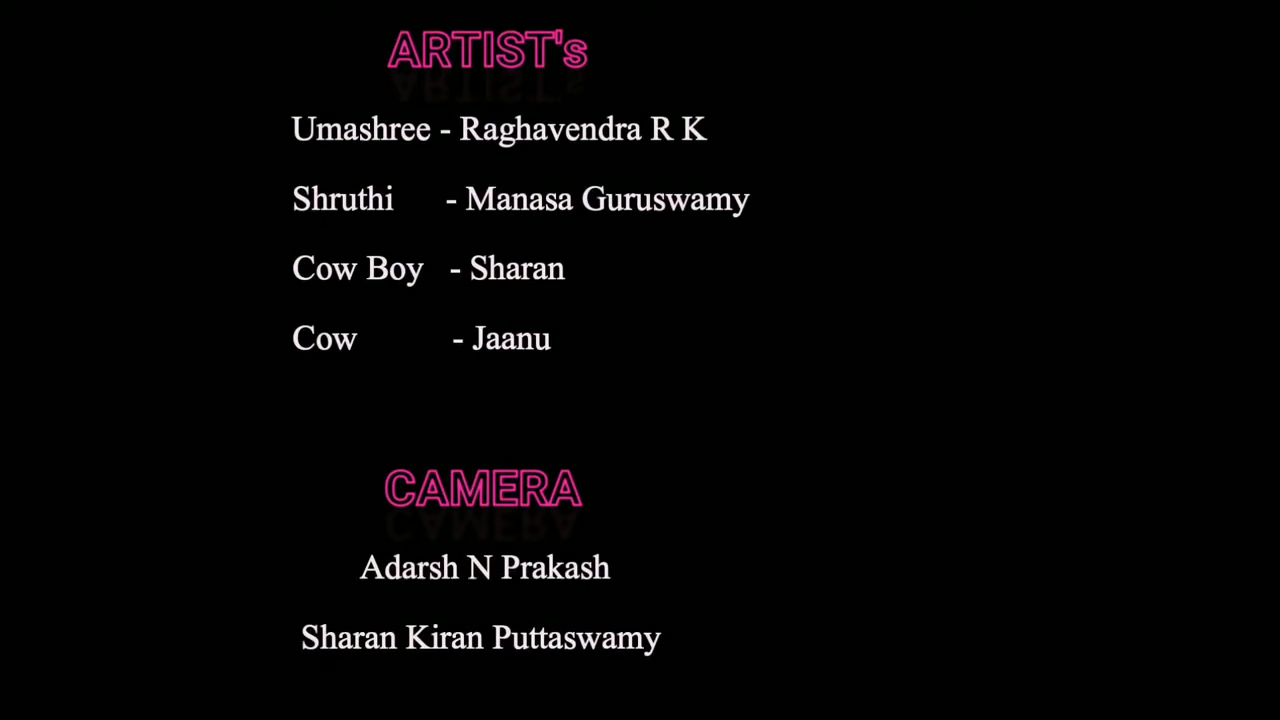 ARTIST's
Umashree - Raghavendra R K
Shruthi - Manasa Guruswamy
Cow Boy - Sharan
Cow - Jaanu
CAMERA
Adarsh N Prakash
Sharan Kiran Puttaswamy